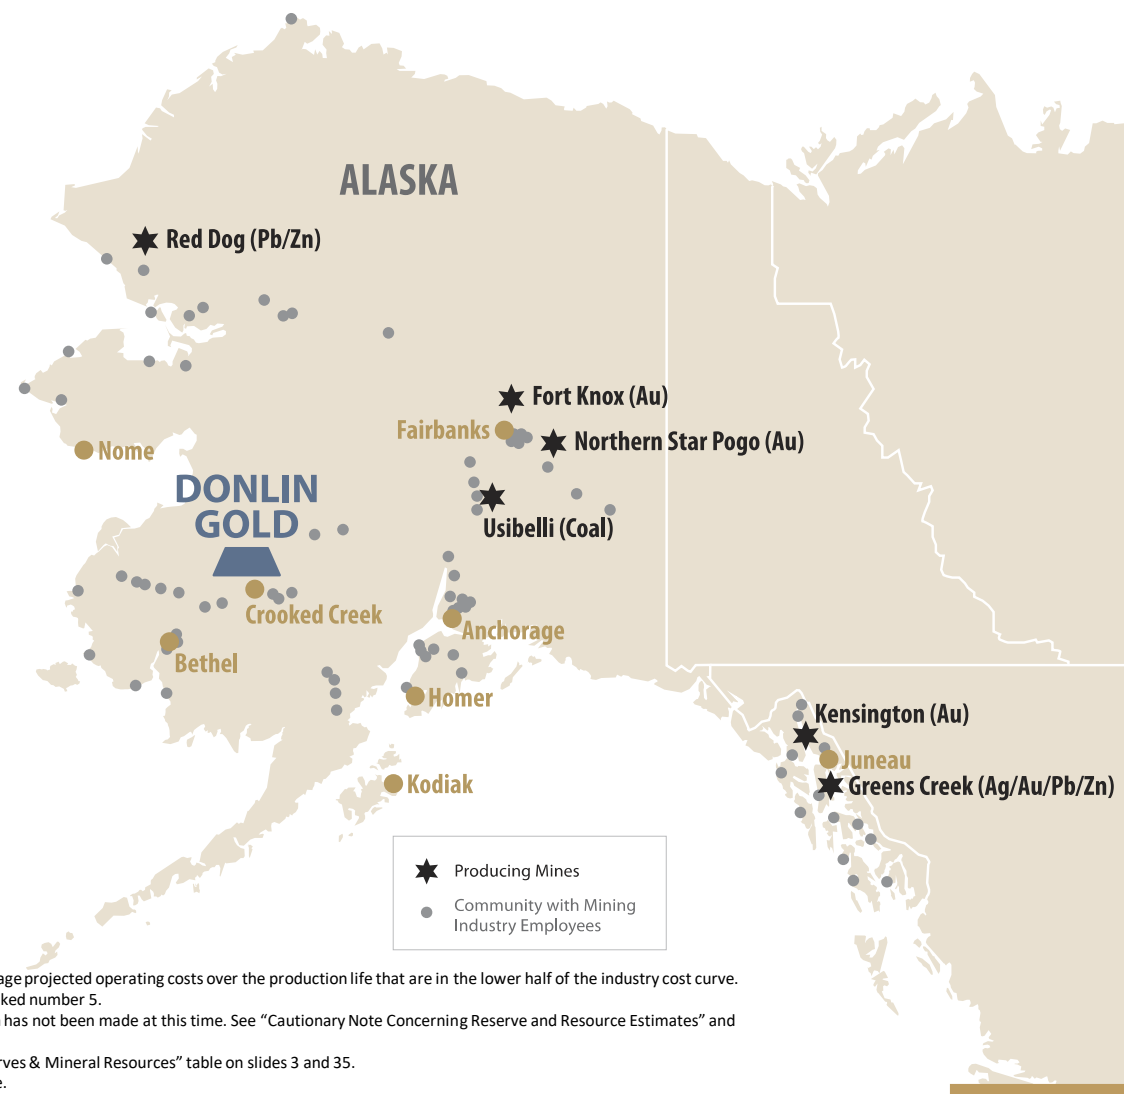 ALASKA
Red Dog (Pb/Zn)
Fort Knox (Au)
Fairbanks
Northern Star Pogo (Au)
Nome
DONLIN
GOLD
Usibelli (Coal)
Crooked Creek
Anchorage
Bethel
Homer
Kensington (Au)
Juneau
Kodiak
Greens Creek (Ag/Au/Pb/Zn)
Producing Mines
Community with Mining
Industry Employees
age projected operating costs over the production life that are in the lower half of the industry cost curve.
ked number 5.
has not been made at this time. See “Cautionary Note Concerning Reserve and Resource Estimates” and
rves & Mineral Resources” table on slides 3 and 35.
e.